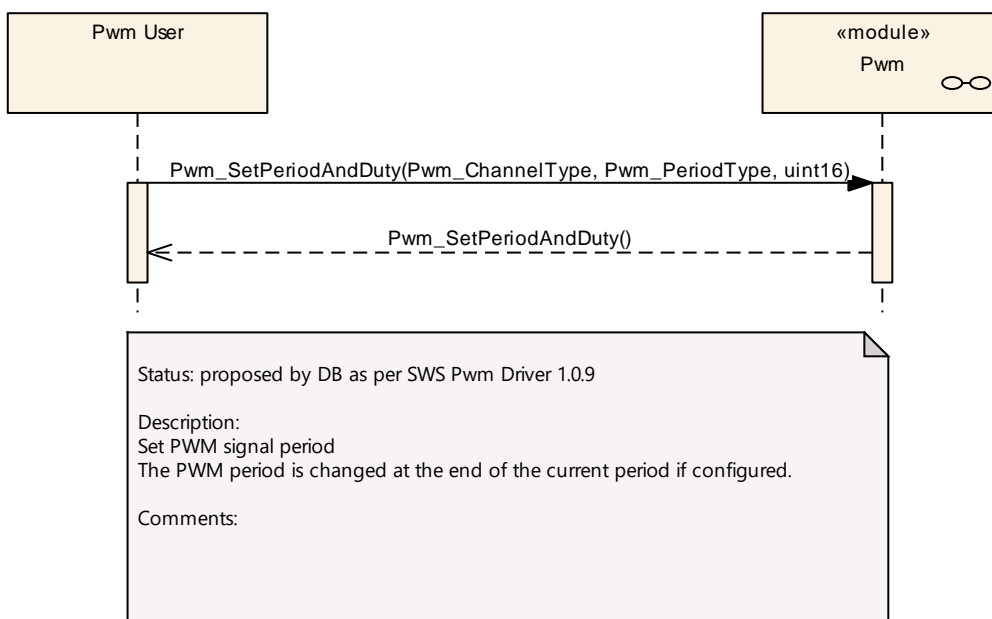 Pwm User
«module»
Pwm
Pwm_SetPeriodAndDuty(Pwm_ChannelType, Pwm_PeriodType, uint16)
Pwm_SetPeriodAndDuty()
Status: proposed by DB as per SWS Pwm Driver 1.0.9
Description:
Set PWM signal period
The PWM period is changed at the end of the current period if configured.
Comments: